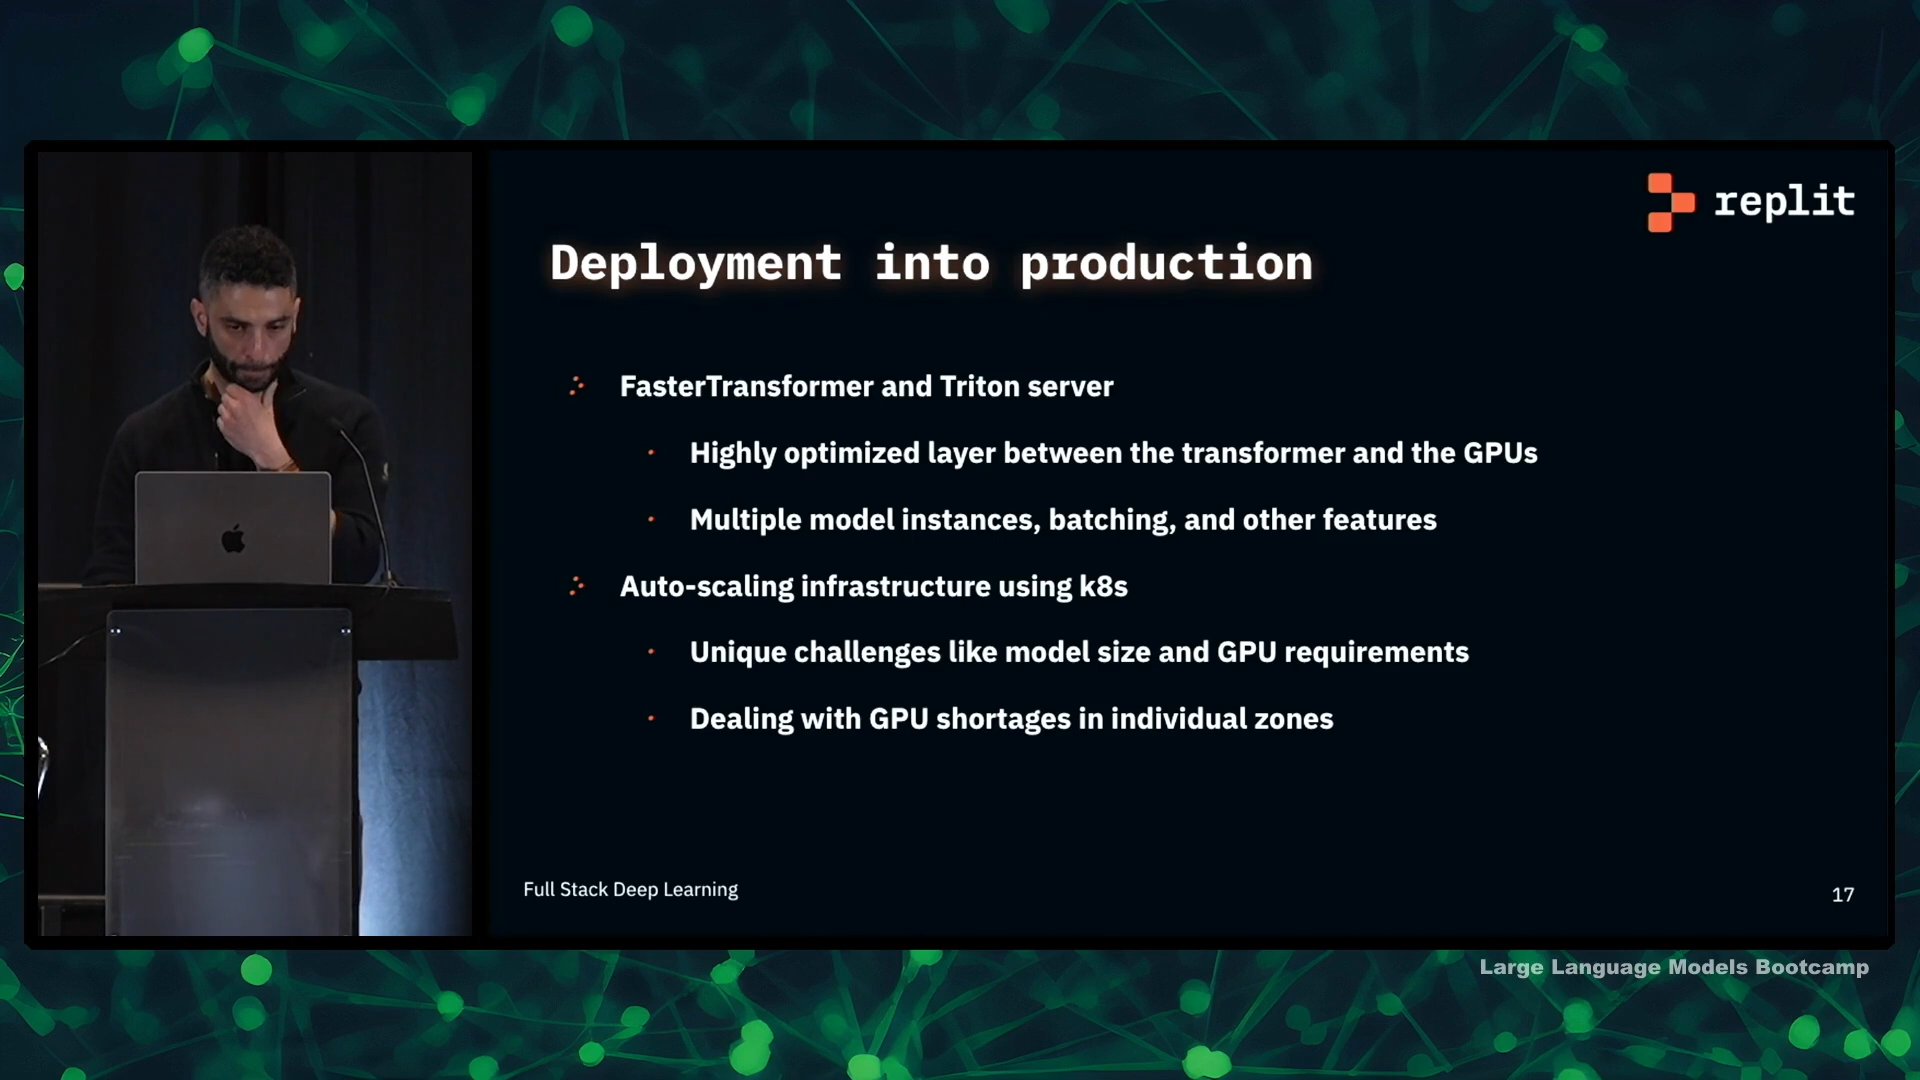 replit
Deployment into production
FasterTransformer and Triton server
Highly optimized layer between the transformer and the GPUs
Multiple model instances, batching, and other features
Auto-scaling infrastructure using k8s
Unique challenges like model size and GPU requirements
Dealing with GPU shortages in individual zones
Full Stack Deep Learning
17
Large Language Models Bootcamp